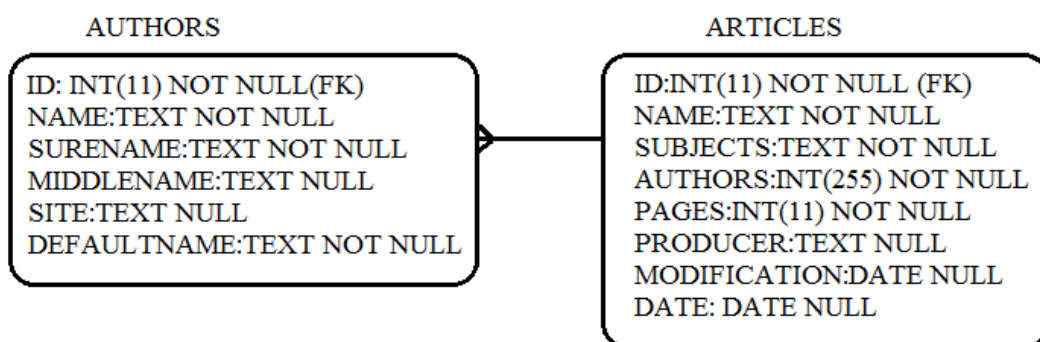 AUTHORS
ID: INT(11) NOT NULL(FK)
NAME:TEXT NOT NULL
SURENAME:TEXT NOT NULL
MIDDLENAME:TEXT NULL
SITE:TEXT NULL
DEFAULTNAME:TEXT NOT NULL
ARTICLES
ID:INT(11) NOT NULL (FK)
NAME:TEXT NOT NULL
SUBJECTS:TEXT NOT NULL
AUTHORS:INT(255) NOT NULL
PAGES:INT(11) NOT NULL
PRODUCER:TEXT NULL
MODIFICATION:DATE NULL
DATE: DATE NULL